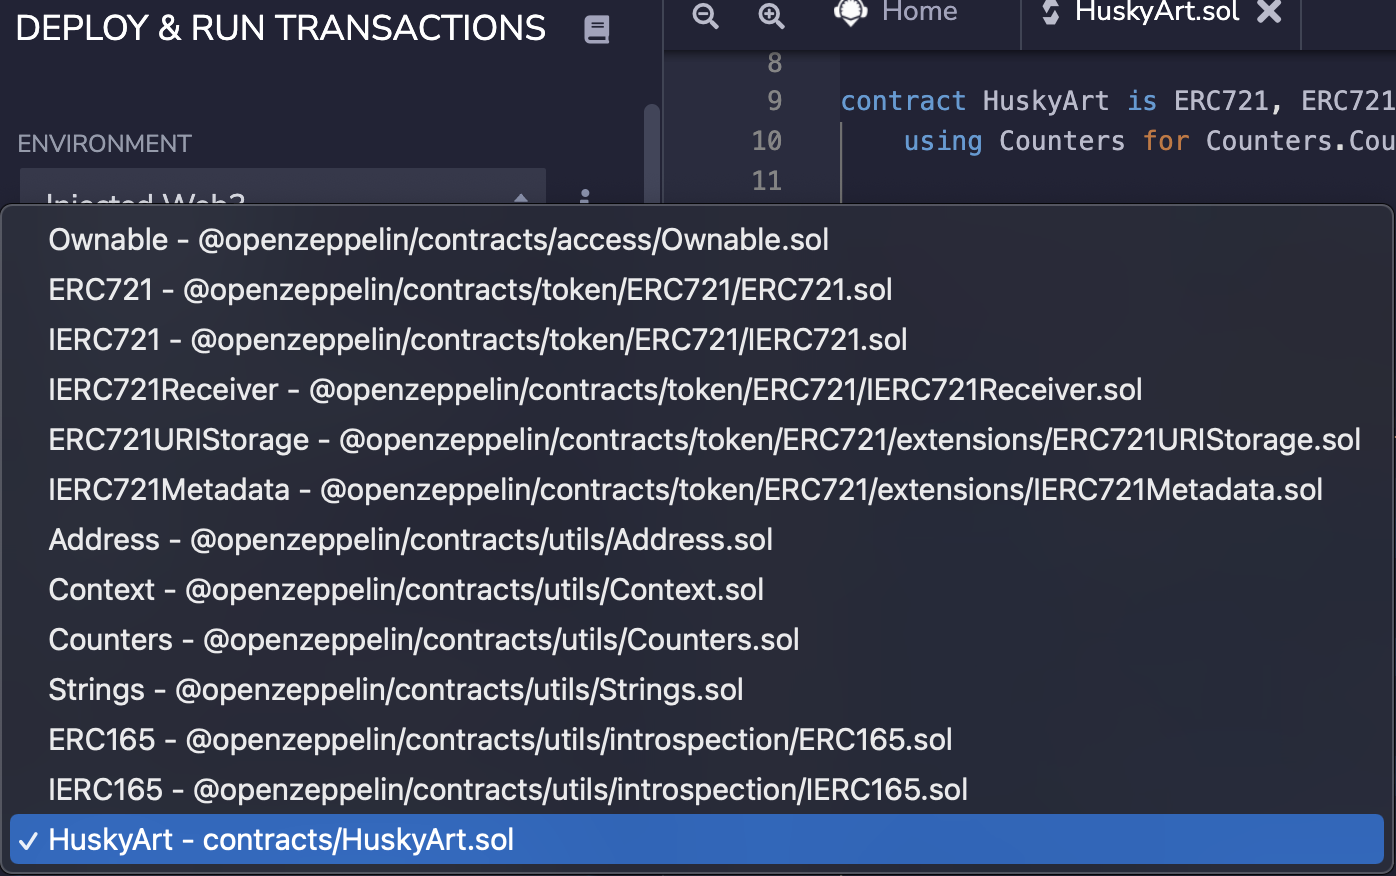 DEPLOY & RUN TRANSACTIONS
Home
HuskyArt.sol
ENVIRONMENT
Injected Web3
8
9 contract HuskyArt is ERC721, ERC721
10 using Counters for Counters.Cou
11
Ownable - @openzeppelin/contracts/access/Ownable.sol
ERC721 - @openzeppelin/contracts/token/ERC721/ERC721.sol
IERC721 - @openzeppelin/contracts/token/ERC721/IERC721.sol
IERC721Receiver - @openzeppelin/contracts/token/ERC721/IERC721Receiver.sol
ERC721URIStorage - @openzeppelin/contracts/token/ERC721/extensions/ERC721URIStorage.sol
IERC721Metadata - @openzeppelin/contracts/token/ERC721/extensions/IERC721Metadata.sol
Address - @openzeppelin/contracts/utils/Address.sol
Context - @openzeppelin/contracts/utils/Context.sol
Counters - @openzeppelin/contracts/utils/Counters.sol
Strings - @openzeppelin/contracts/utils/Strings.sol
ERC165 - @openzeppelin/contracts/utils/introspection/ERC165.sol
IERC165 - @openzeppelin/contracts/utils/introspection/IERC165.sol
✓ HuskyArt - contracts/HuskyArt.sol